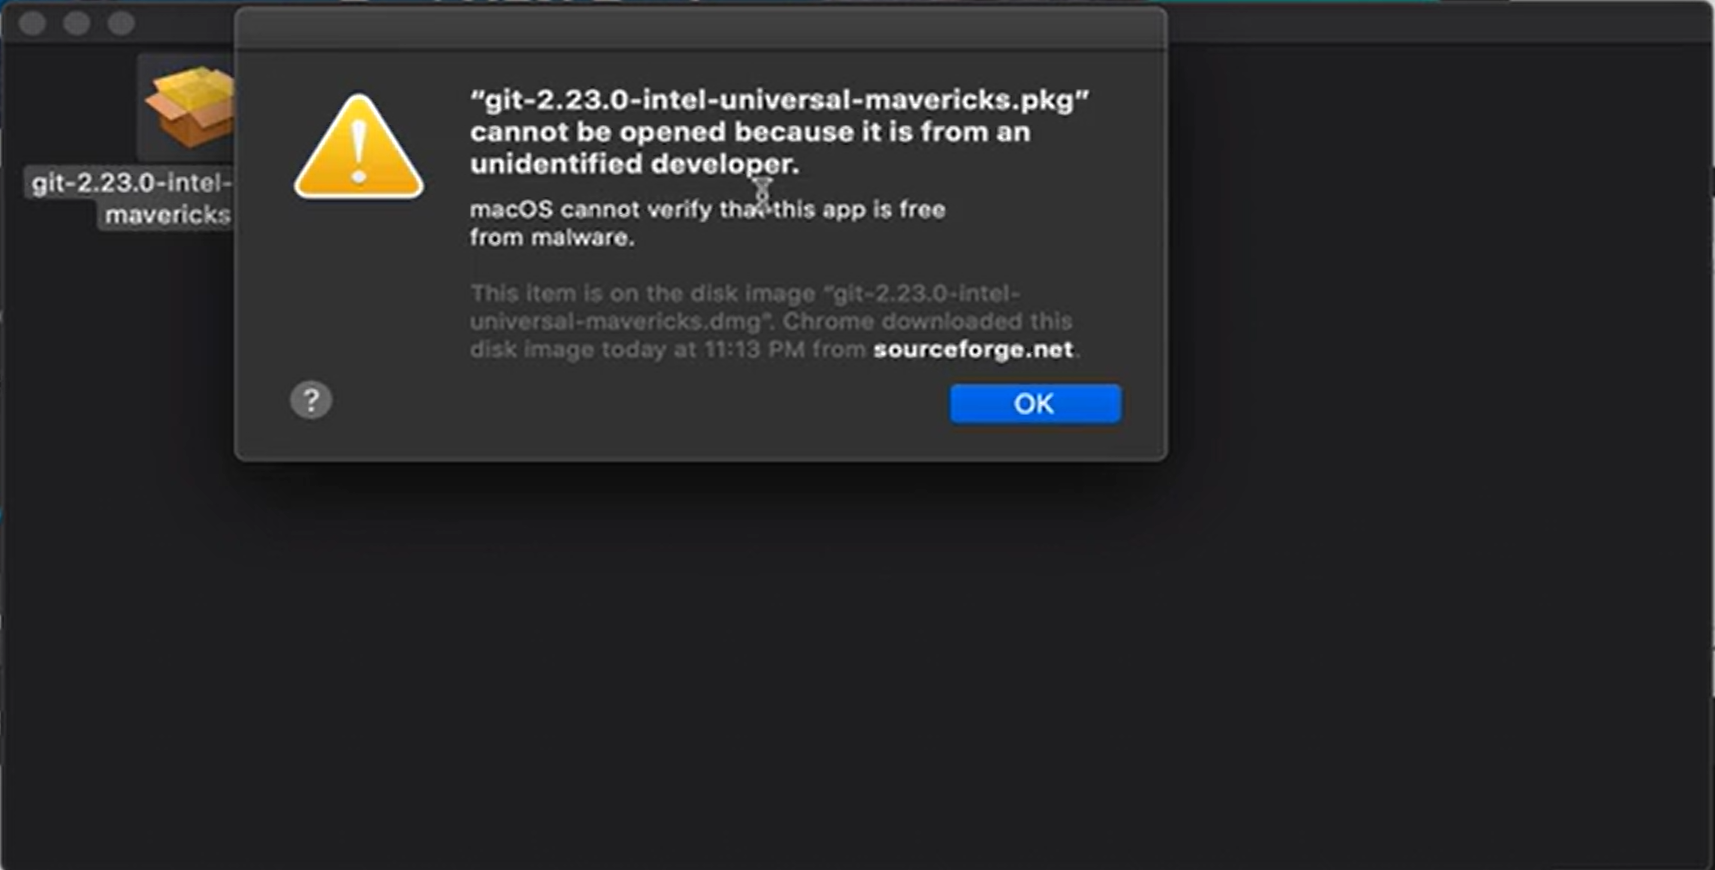 “git-2.23.0-intel-universal-mavericks.pkg”
cannot be opened because it is from an
unidentified developer.
macOS cannot verify that this app is free
from malware.
This item is on the disk image “git-2.23.0-intel-
universal-mavericks.dmg”. Chrome downloaded this
disk image today at 11:13 PM from sourceforge.net.
?
OK
git-2.23.0-intel-
mavericks